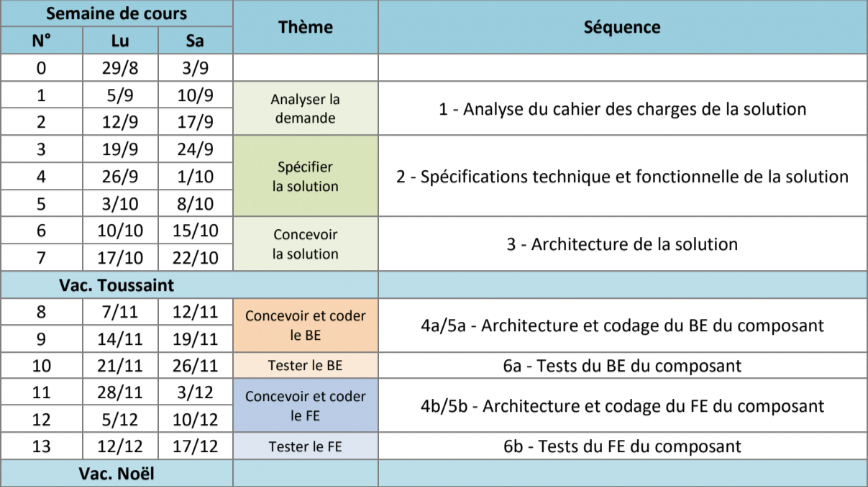 Semaine de cours Thème Séquence
N° Lu Sa
0 29/8 3/9
1 5/9 10/9 Analyser la demande 1 - Analyse du cahier des charges de la solution
2 12/9 17/9
3 19/9 24/9 Spécifier la solution 2 - Spécifications technique et fonctionnelle de la solution
4 26/9 1/10
5 3/10 8/10
6 10/10 15/10 Concevoir la solution 3 - Architecture de la solution
7 17/10 22/10
Vac. Toussaint
8 7/11 12/11 Concevoir et coder le BE 4a/5a - Architecture et codage du BE du composant
9 14/11 19/11
10 21/11 26/11 Tester le BE 6a - Tests du BE du composant
11 28/11 3/12 Concevoir et coder le FE 4b/5b - Architecture et codage du FE du composant
12 5/12 10/12
13 12/12 17/12 Tester le FE 6b - Tests du FE du composant
Vac. Noël